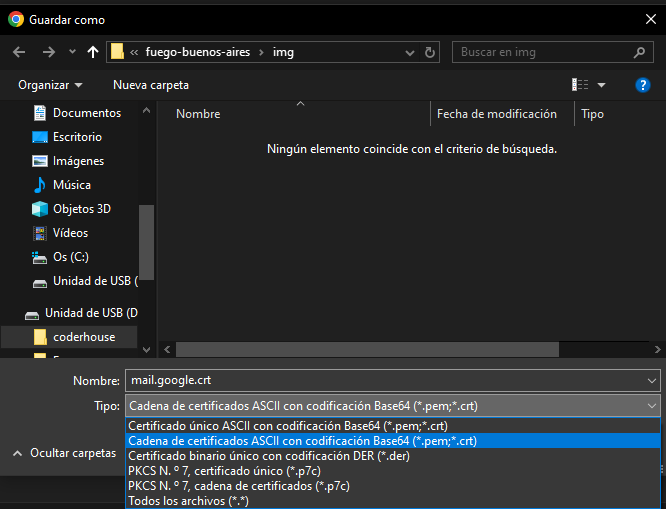 Guardar como
fuego-buenos-aires
img
Buscar en img
Organizar
Nueva carpeta
Documentos
Escritorio
Imágenes
Música
Objetos 3D
Vídeos
Os (C:)
Unidad de USB (
Unidad de USB (D
coderhouse
Nombre
Fecha de modificación
Tipo
Ningún elemento coincide con el criterio de búsqueda.
Nombre: mail.google.crt
Tipo: Cadena de certificados ASCII con codificación Base64 (*.pem;*.crt)
Certificado único ASCII con codificación Base64 (*.pem;*.crt)
Cadena de certificados ASCII con codificación Base64 (*.pem;*.crt)
Certificado binario único con codificación DER (*.der)
PKCS N. º 7, certificado único (*.p7c)
PKCS N. º 7, cadena de certificados (*.p7c)
Todos los archivos (*.*)
Ocultar carpetas